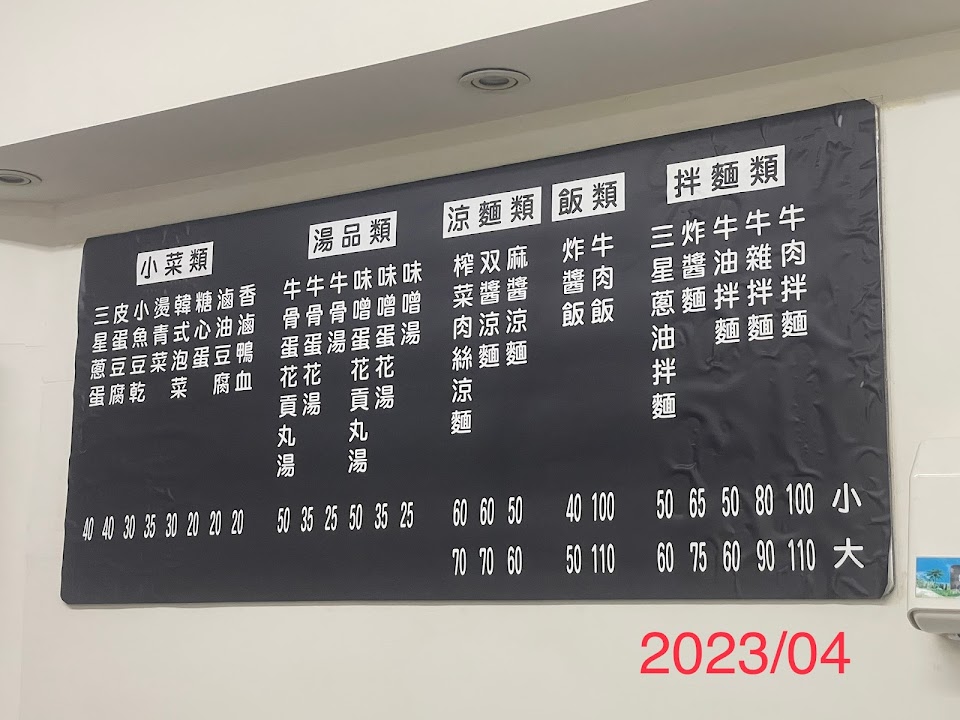 拌麵類
牛肉拌麵
牛雜拌麵
牛油拌麵
炸醬麵
三星蔥油拌麵
50 65 50 80 100 小
60 75 60 90 110 大
飯類
牛肉飯
炸醬飯
40 100
50 110
涼麵類
麻醬涼麵
双醬涼麵
榨菜肉絲涼麵
60 60 50
70 70 60
湯品類
味噌湯
味噌蛋花湯
味噌蛋花貢丸湯
牛骨湯
牛骨蛋花湯
牛骨蛋花貢丸湯
50 35 25 50 35 25
小菜類
香滷鴨血
滷油豆腐
糖心蛋
韓式泡菜
燙青菜
小魚豆乾
皮蛋豆腐
三星蔥蛋
40 40 30 35 30 20 20 20
2023/04